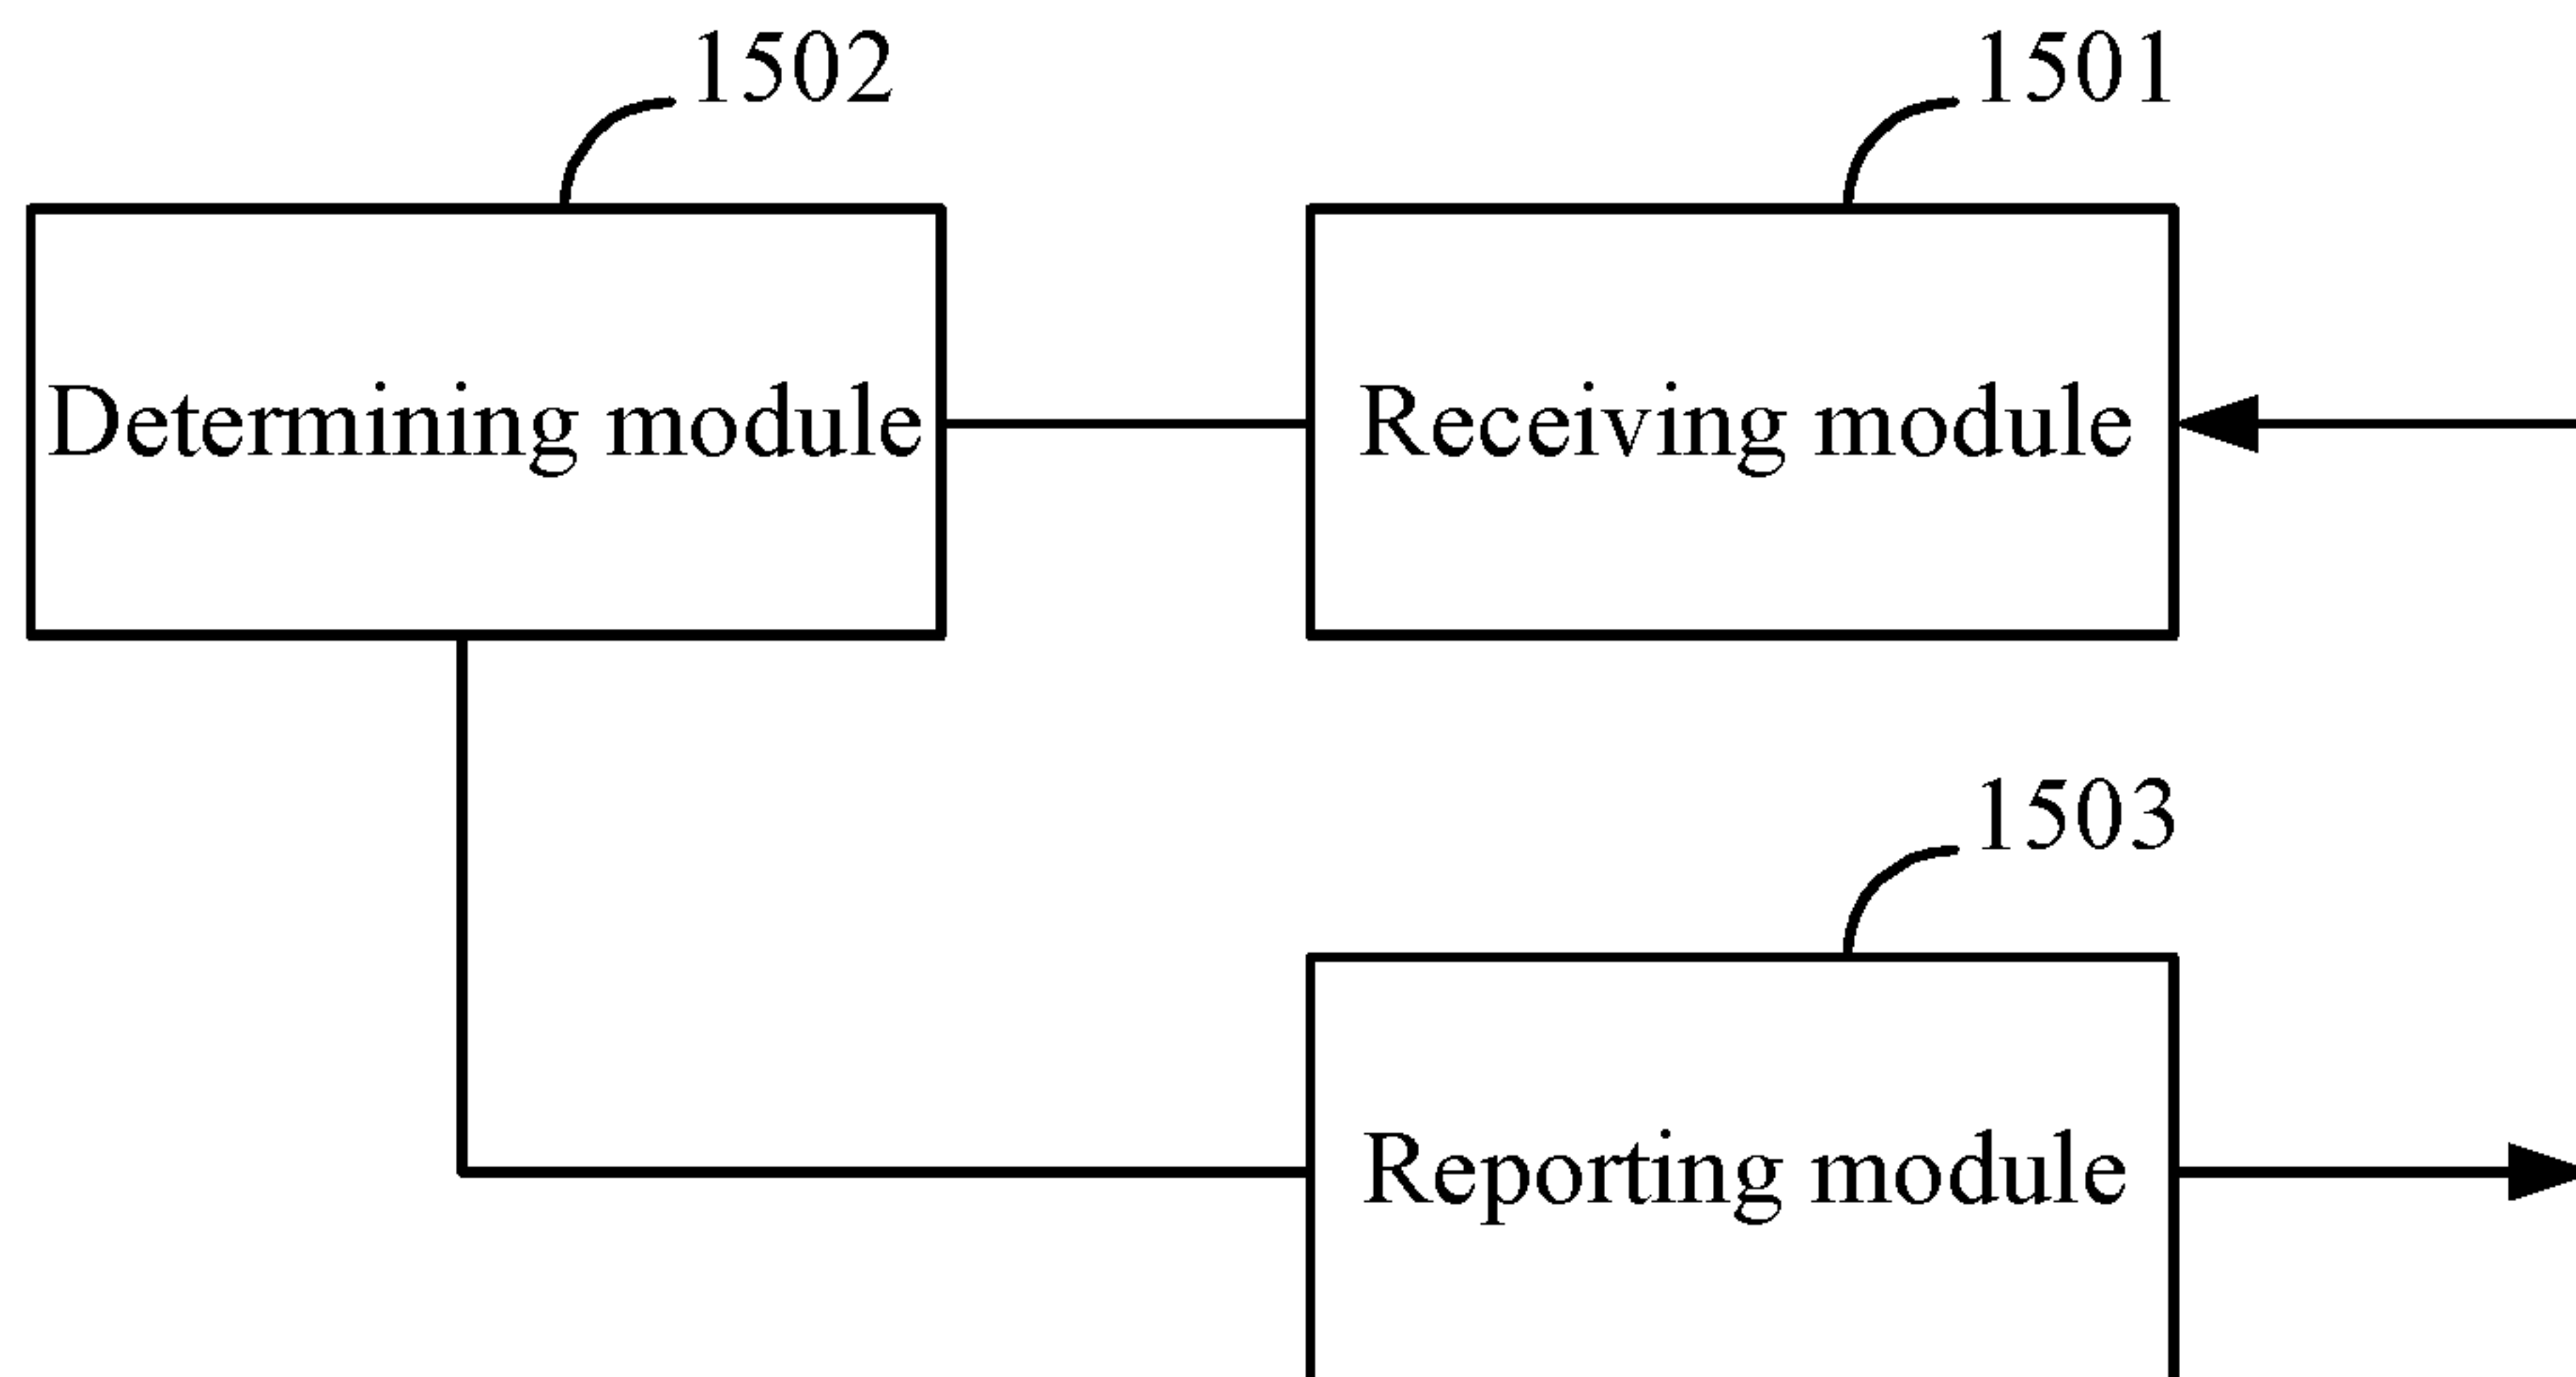 1502
1501
Determining module
Receiving module
1503
Reporting module